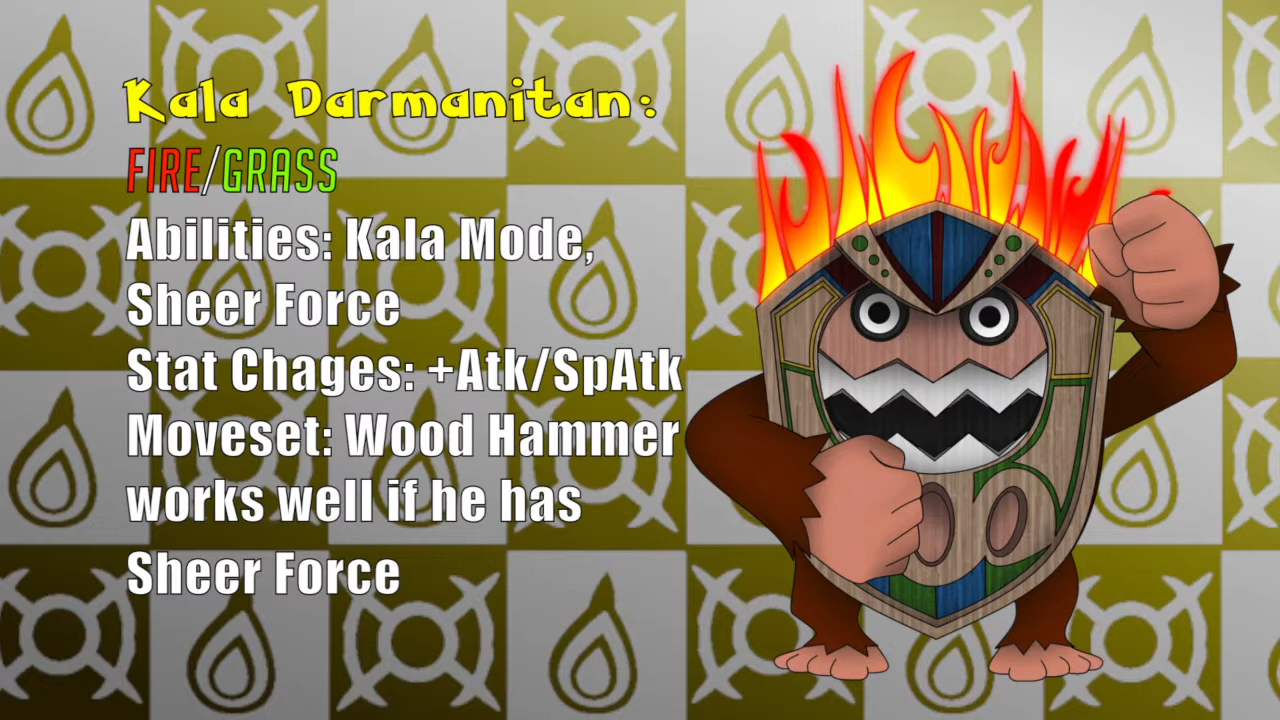 Kala Darmanitan:
FIRE/GRASS
Abilities: Kala Mode,
Sheer Force
Stat Chages: +Atk/SpAtk
Moveset: Wood Hammer
works well if he has
Sheer Force